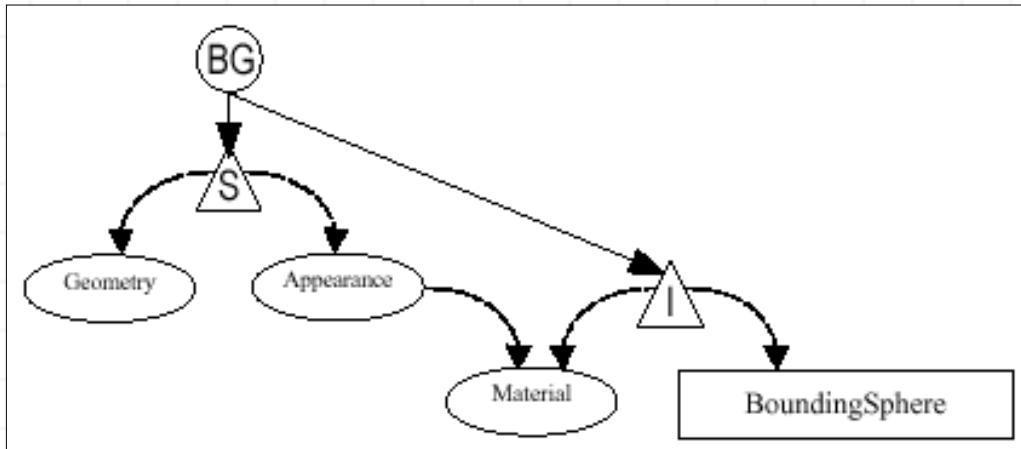 BG
S
Geometry
Appearance
I
Material
BoundingSphere